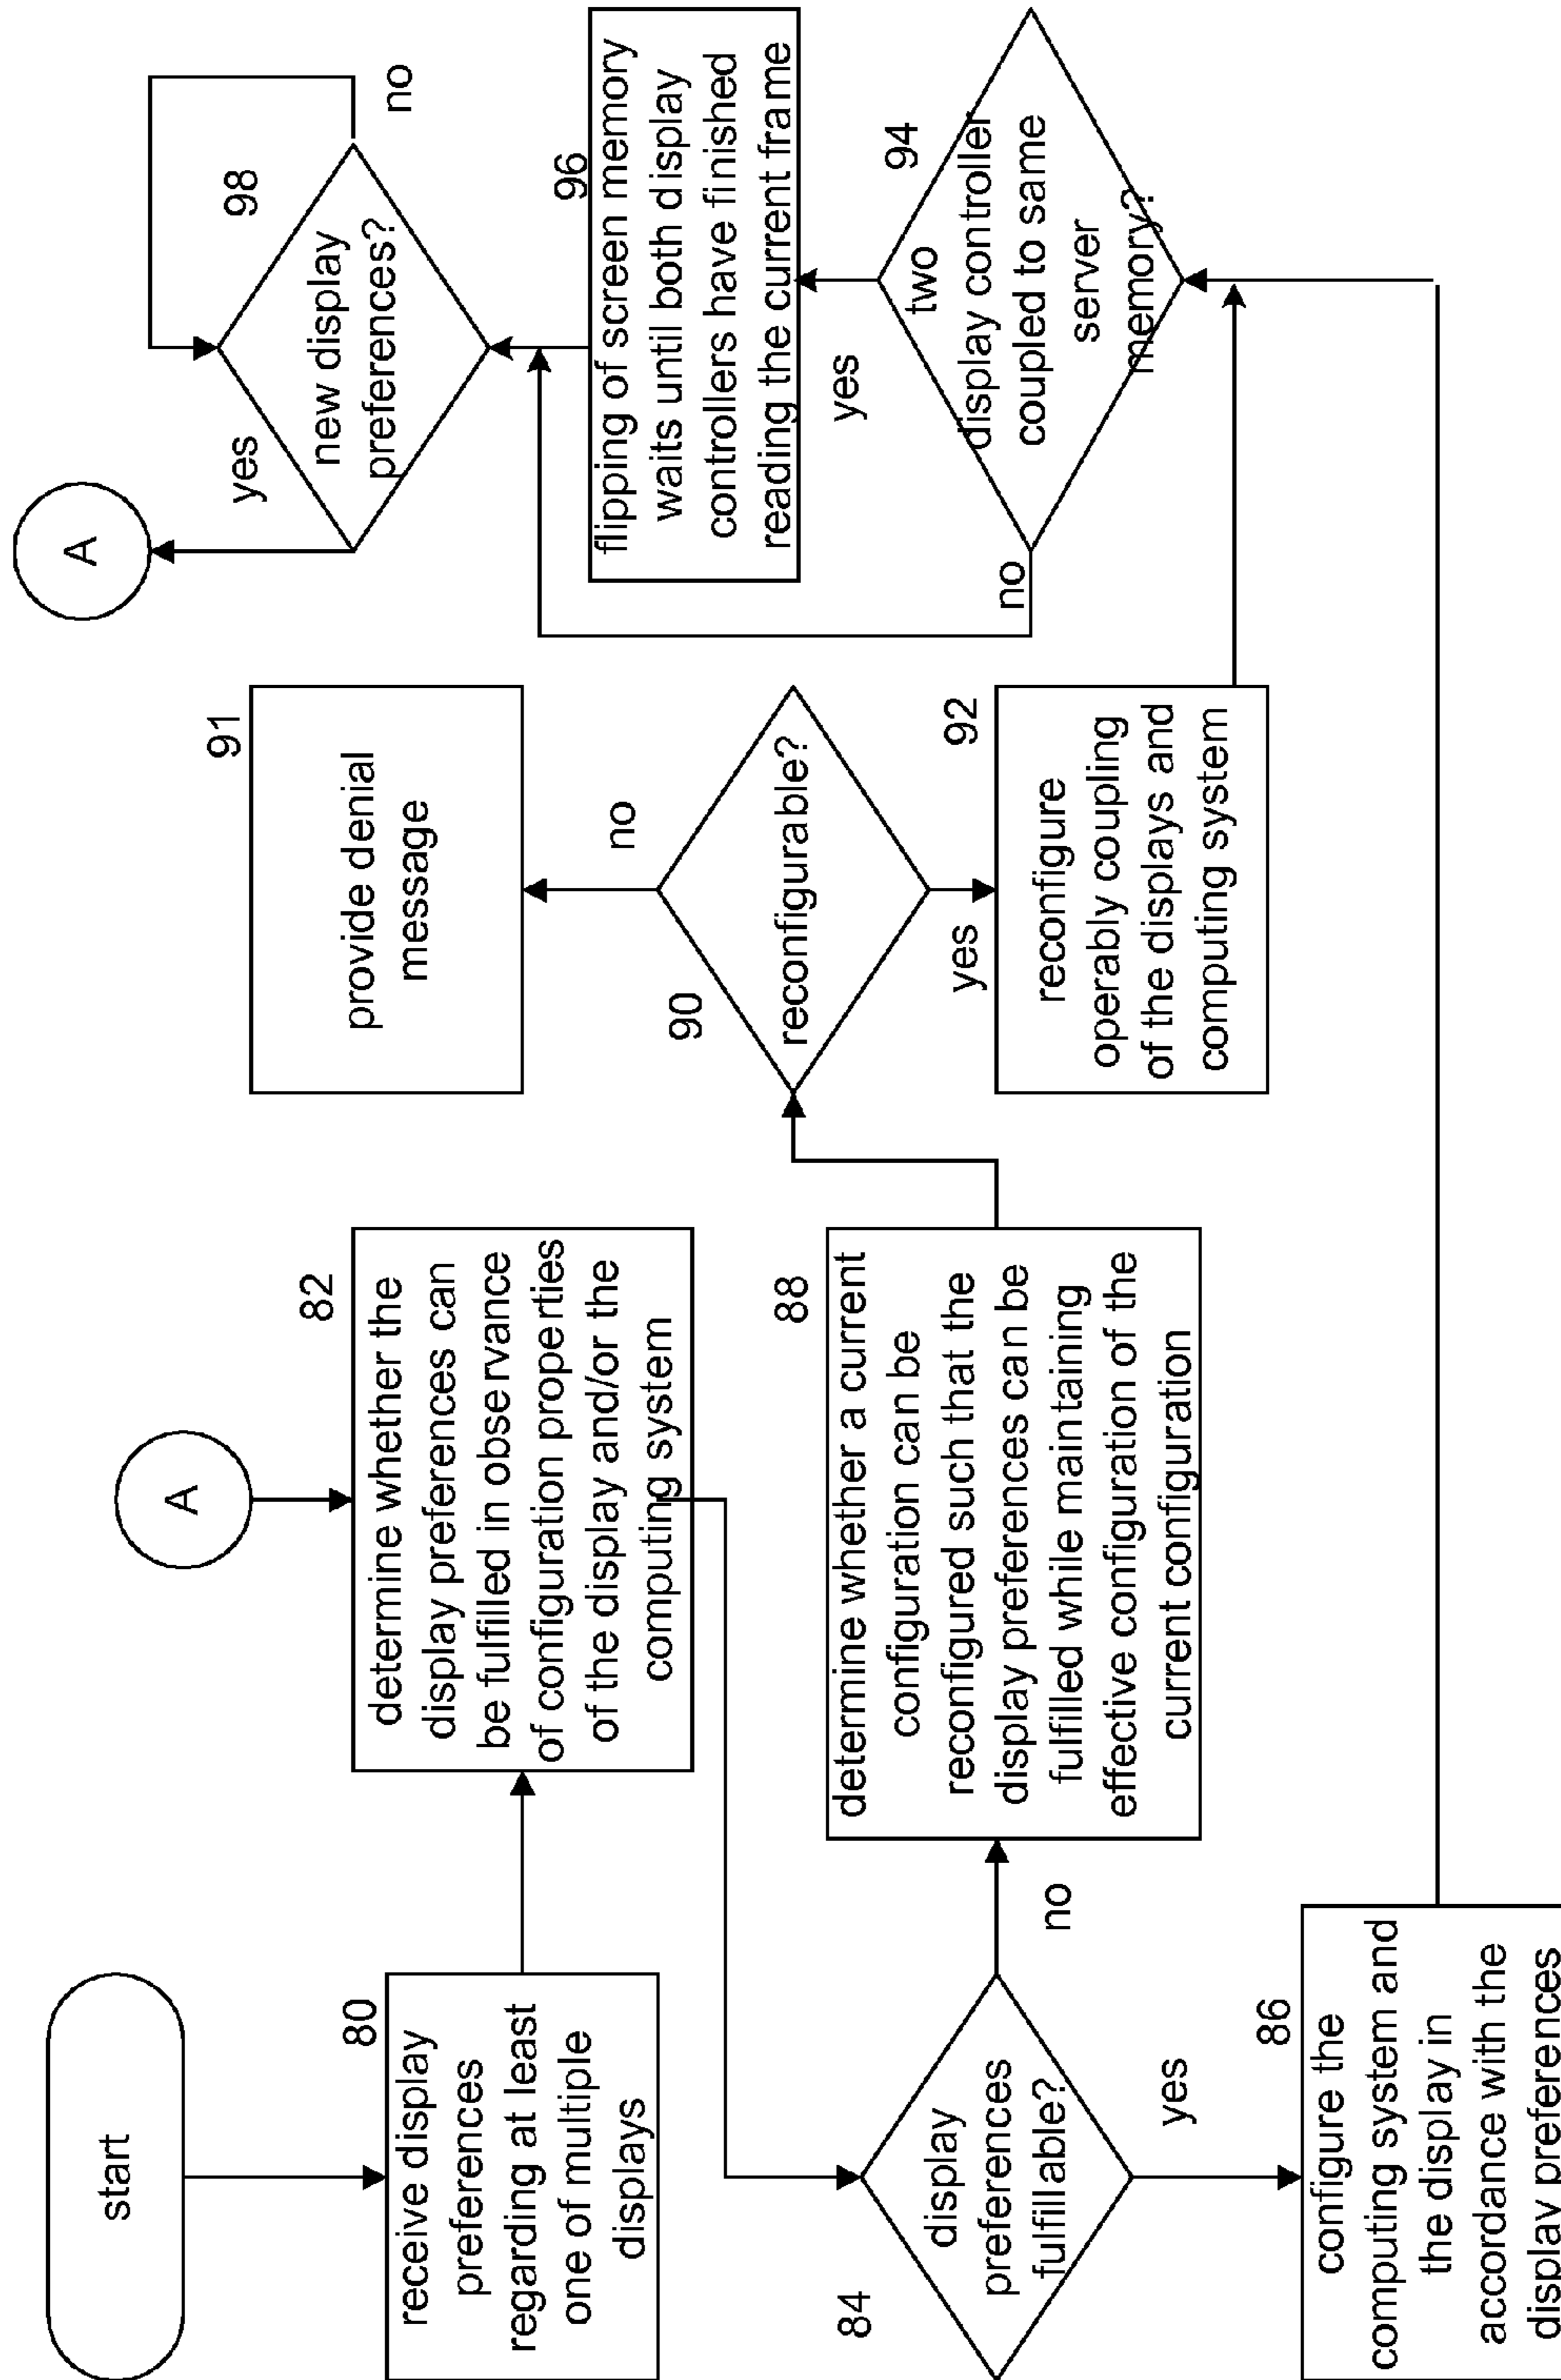 start
80
receive display
preferences
regarding at least
one of multiple
displays
A
82
determine whether the
display preferences can
be fulfilled in observance
of configuration properties
of the display and/or the
computing system
84
display
preferences
fulfillable?
no
yes
86
configure the
computing system and
the display in
accordance with the
display preferences
88
determine whether a current
configuration can be
reconfigured such that the
display preferences can be
fulfilled while maintaining
effective configuration of the
current configuration
90
reconfigurable?
no
yes
91
provide denial
message
92
reconfigure
operably coupling
of the displays and
computing system
94
two
display controller
coupled to same
server
memory?
yes
no
96
flipping of screen memory
waits until both display
controllers have finished
reading the current frame
98
new display
preferences?
no
yes
A